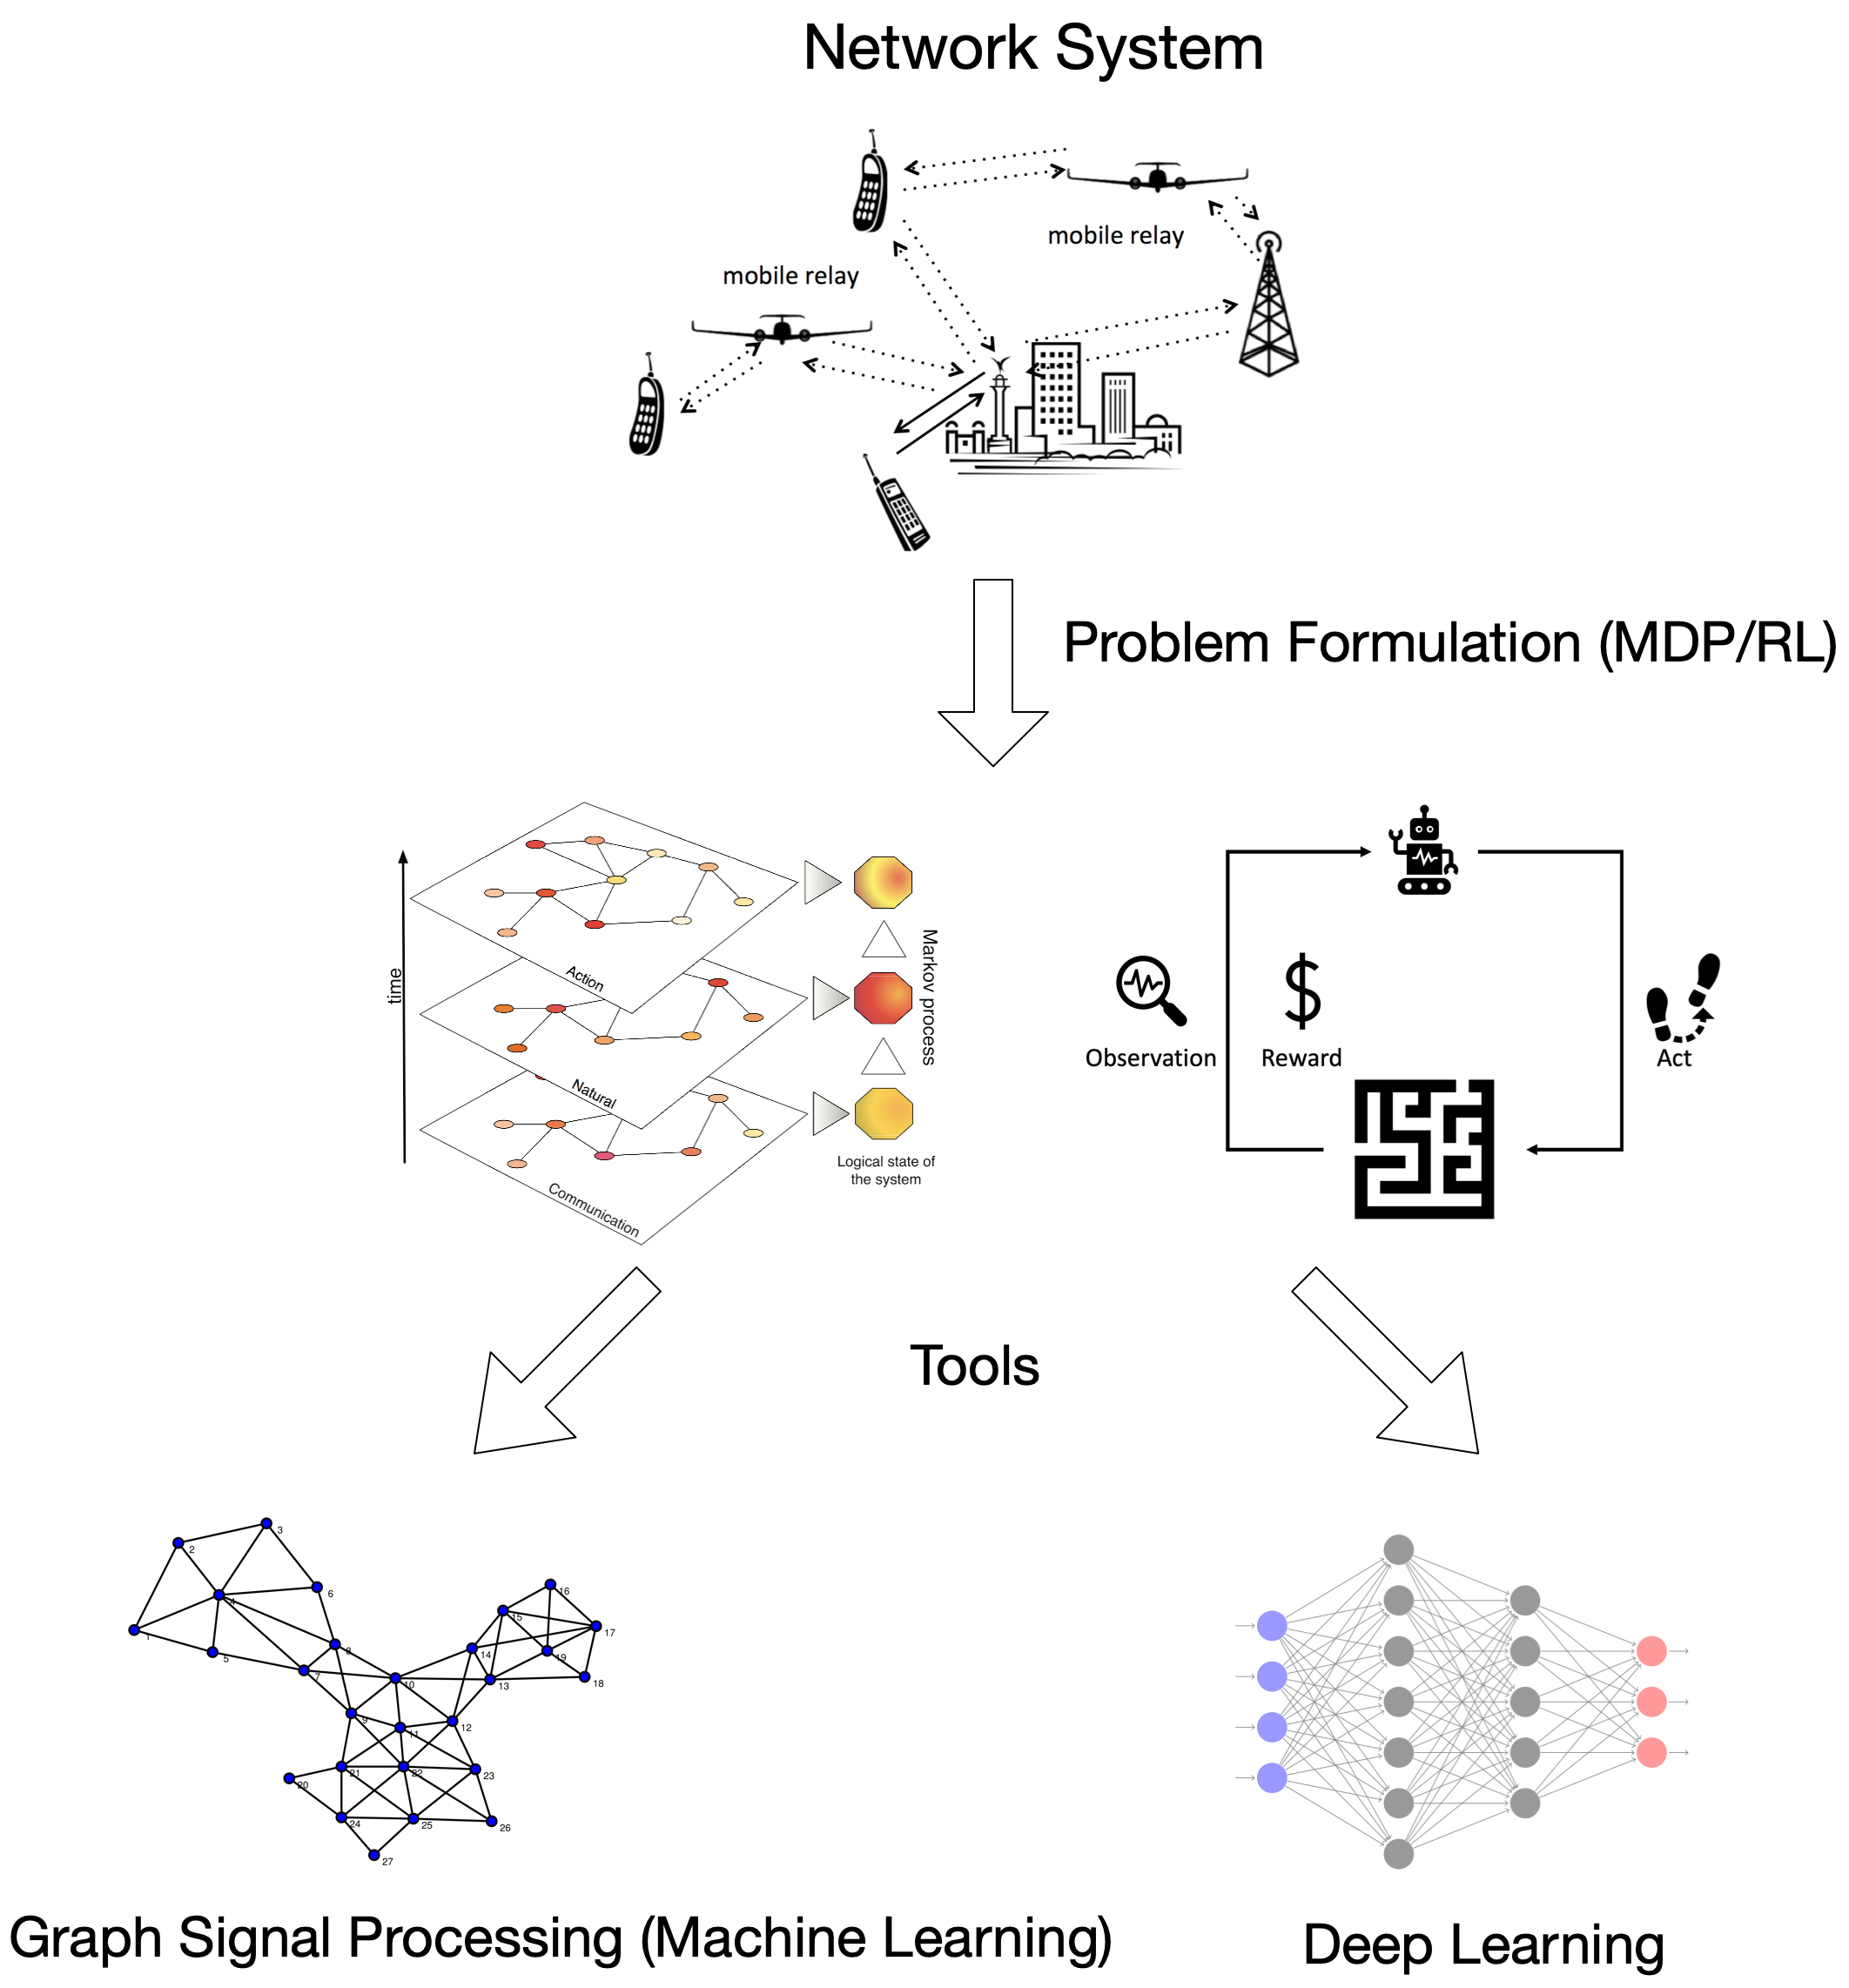 Network System
mobile relay
mobile relay
Problem Formulation (MDP/RL)
time
Action
Natural
Communication
Markov process
Logical state of
the system
Observation
Reward
Act
Tools
1
2
3
4
5
6
7
8
9
10
11
12
13
14
15
16
17
18
19
20
21
22
23
24
25
26
27
Graph Signal Processing (Machine Learning)
Deep Learning